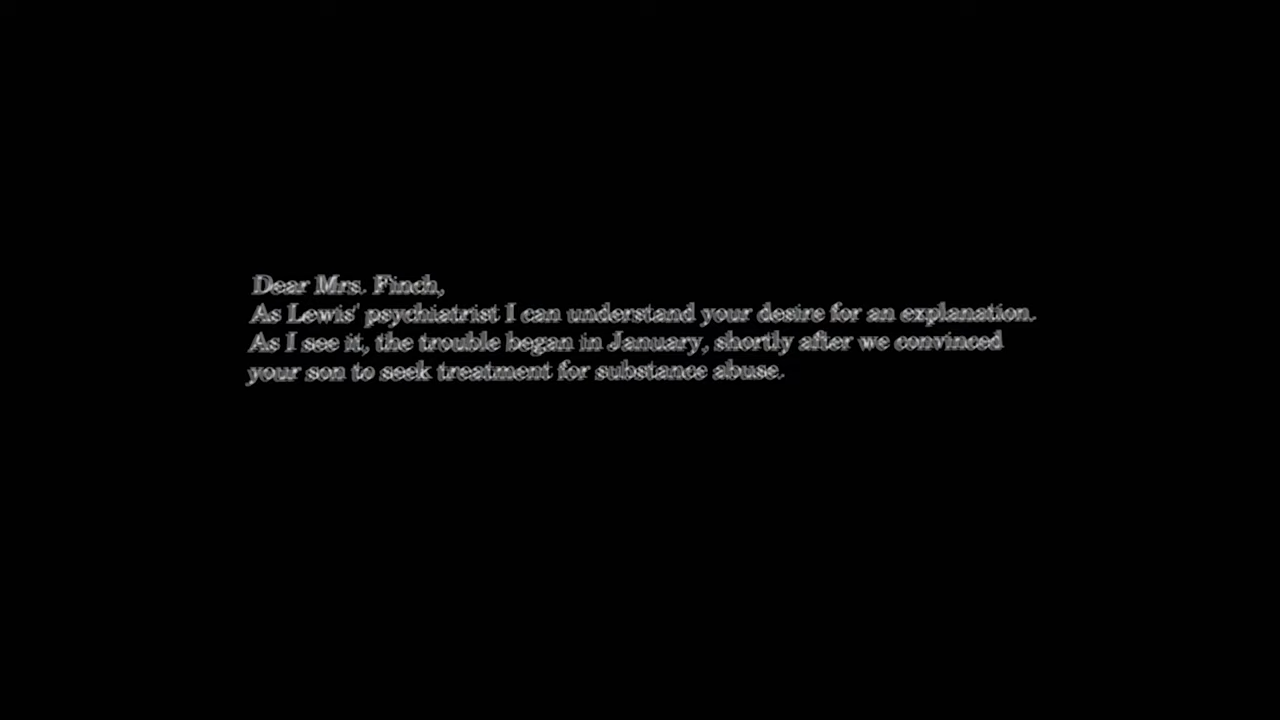 Dear Mrs. Finch,
As Lewis' psychiatrist I can understand your desire for an explanation.
As I see it, the trouble began in January, shortly after we convinced
your son to seek treatment for substance abuse.